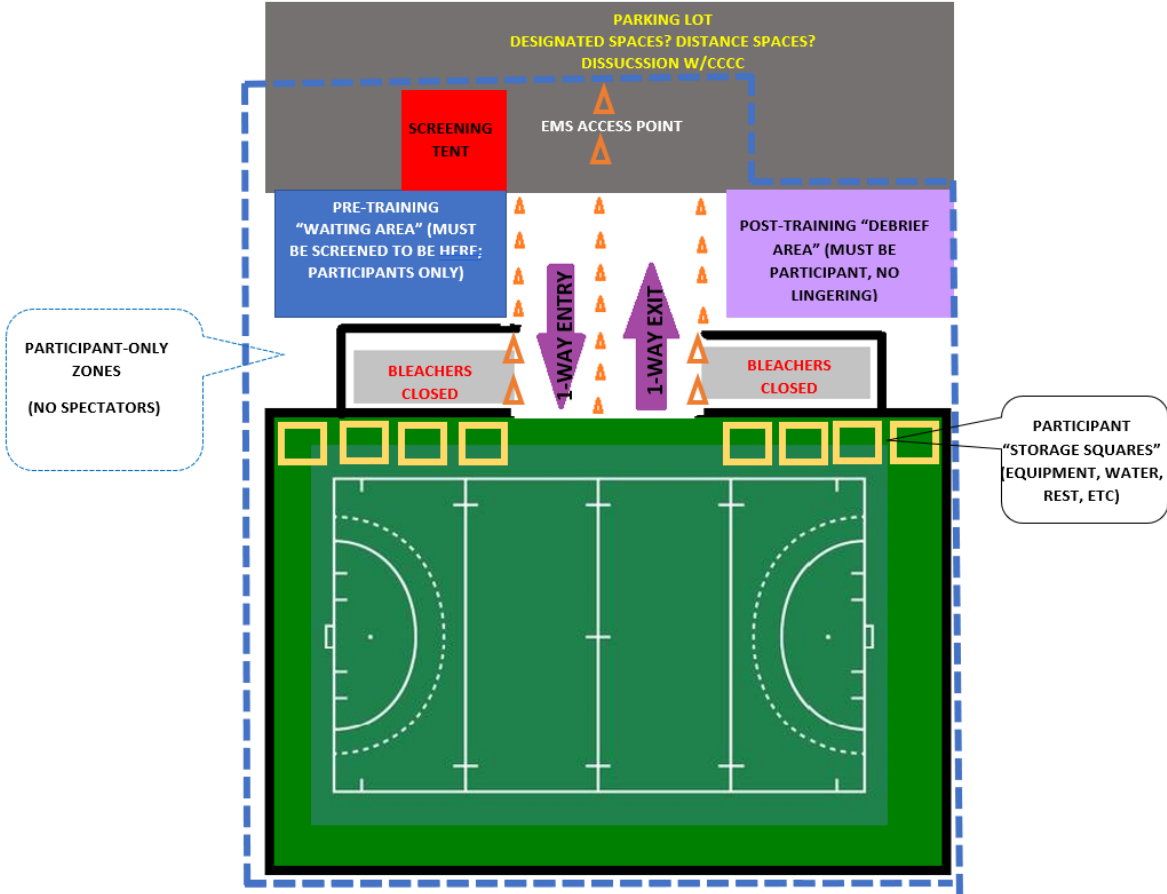 PARKING LOT
DESIGNATED SPACES? DISTANCE SPACES?
DISSUCSSION W/CCCC
SCREENING
TENT
EMS ACCESS POINT
PRE-TRAINING
“WAITING AREA” (MUST
BE SCREENED TO BE HERE;
PARTICIPANTS ONLY)
POST-TRAINING “DEBRIEF
AREA” (MUST BE
PARTICIPANT, NO
LINGERING)
1-WAY ENTRY
1-WAY EXIT
PARTICIPANT-ONLY
ZONES
(NO SPECTATORS)
BLEACHERS
CLOSED
BLEACHERS
CLOSED
PARTICIPANT
“STORAGE SQUARES”
(EQUIPMENT, WATER,
REST, ETC)